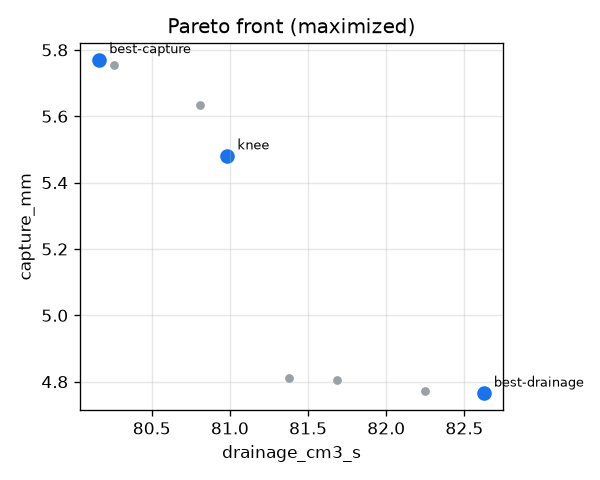 Pareto front (maximized)
best-capture
knee
best-drainage
5.8
5.6
5.4
5.2
5.0
4.8
capture_mm
80.5 81.0 81.5 82.0 82.5
drainage_cm3_s